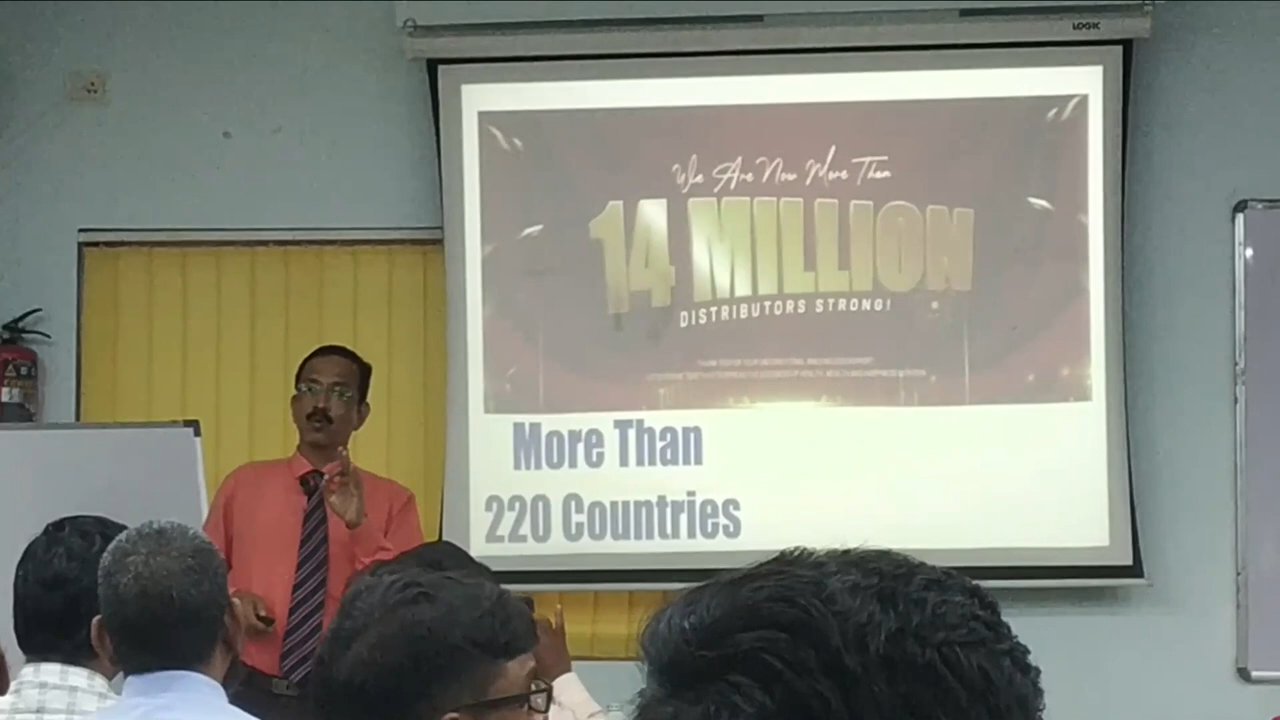 LOGIK
We Are Now More Than
14 MILLION
DISTRIBUTORS STRONG!
More Than
220 Countries